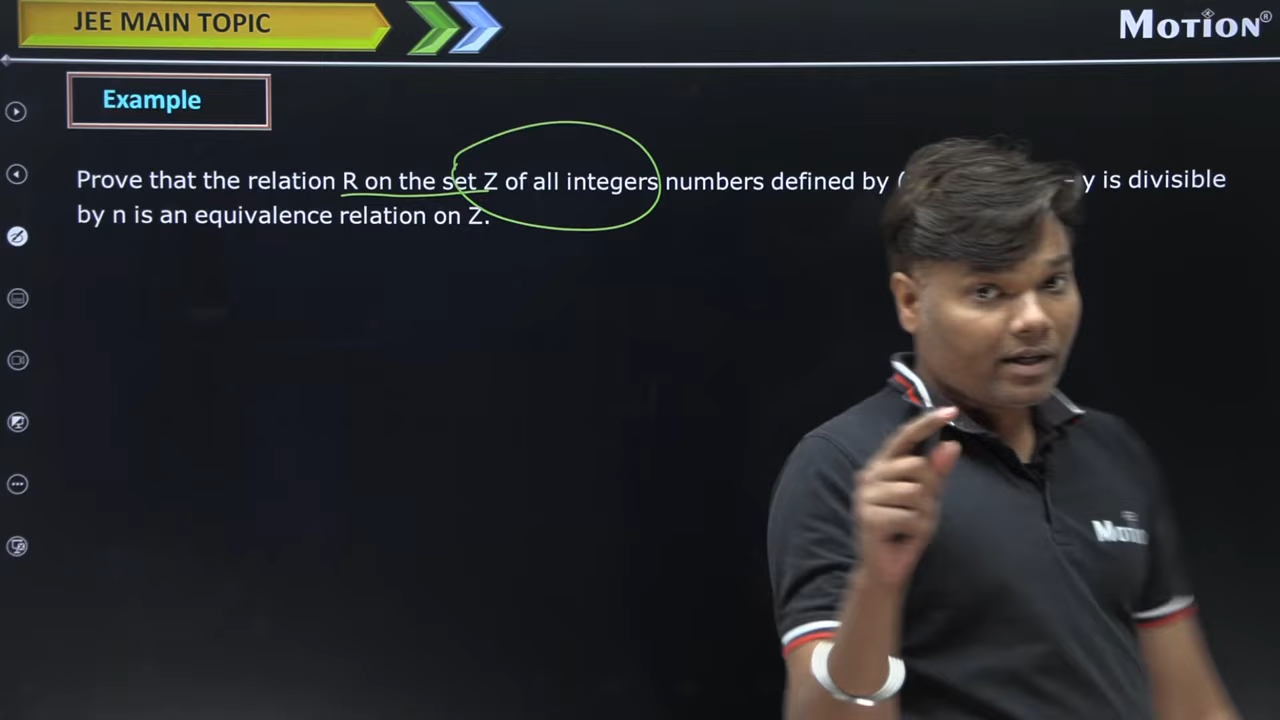 JEE MAIN TOPIC
MOTION
Example
Prove that the relation R on the set Z of all integers numbers defined by ( y is divisible
by n is an equivalence relation on Z.